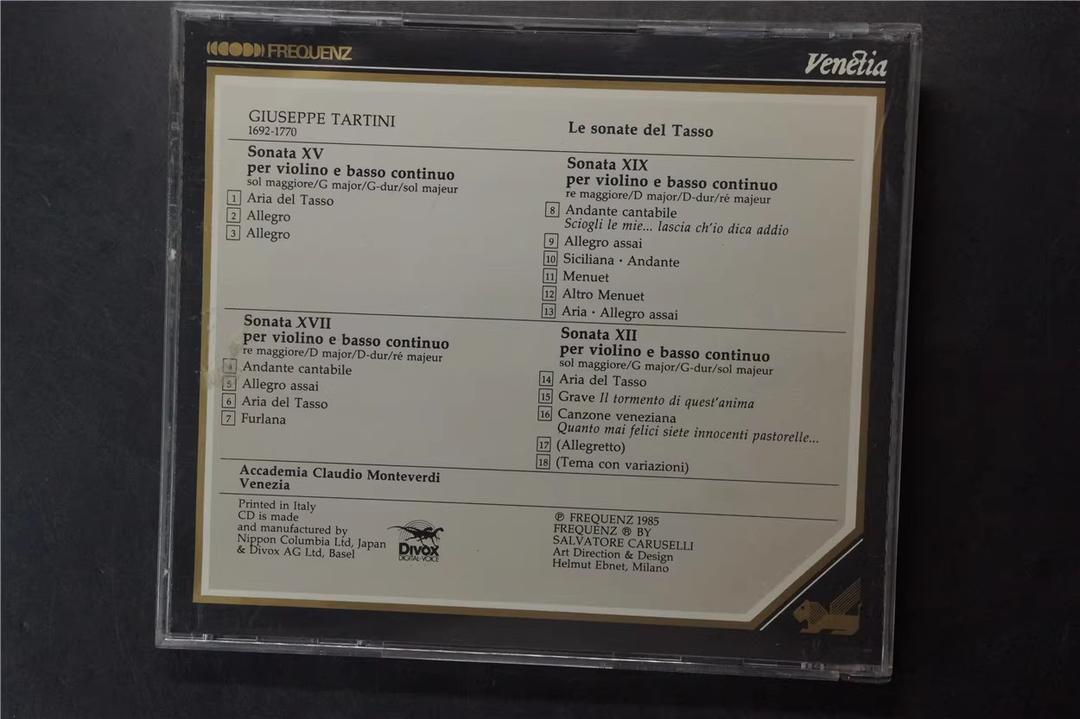 FREQUENZ
Venetia
GIUSEPPE TARTINI
1692-1770
Le sonate del Tasso
Sonata XV
per violino e basso continuo
sol maggiore/G major/G-dur/sol majeur
1 Aria del Tasso
2 Allegro
3 Allegro
Sonata XVII
per violino e basso continuo
re maggiore/D major/D-dur/ré majeur
4 Andante cantabile
5 Allegro assai
6 Aria del Tasso
7 Furlana
Sonata XIX
per violino e basso continuo
re maggiore/D major/D-dur/ré majeur
8 Andante cantabile
Sciogli le mie... lascia ch'io dica addio
9 Allegro assai
10 Siciliana · Andante
11 Menuet
12 Altro Menuet
13 Aria · Allegro assai
Sonata XII
per violino e basso continuo
sol maggiore/G major/G-dur/sol majeur
14 Aria del Tasso
15 Grave Il tormento di quest'anima
16 Canzone veneziana
Quanto mai felici siete innocenti pastorelle...
17 (Allegretto)
18 (Tema con variazioni)
Accademia Claudio Monteverdi
Venezia
Printed in Italy
CD is made
and manufactured by
Nippon Columbia Ltd, Japan
& Divox AG Ltd, Basel
DIVOX
DIGITAL-VOICE
℗ FREQUENZ 1985
FREQUENZ ® BY
SALVATORE CARUSELLI
Art Direction & Design
Helmut Ebnet, Milano